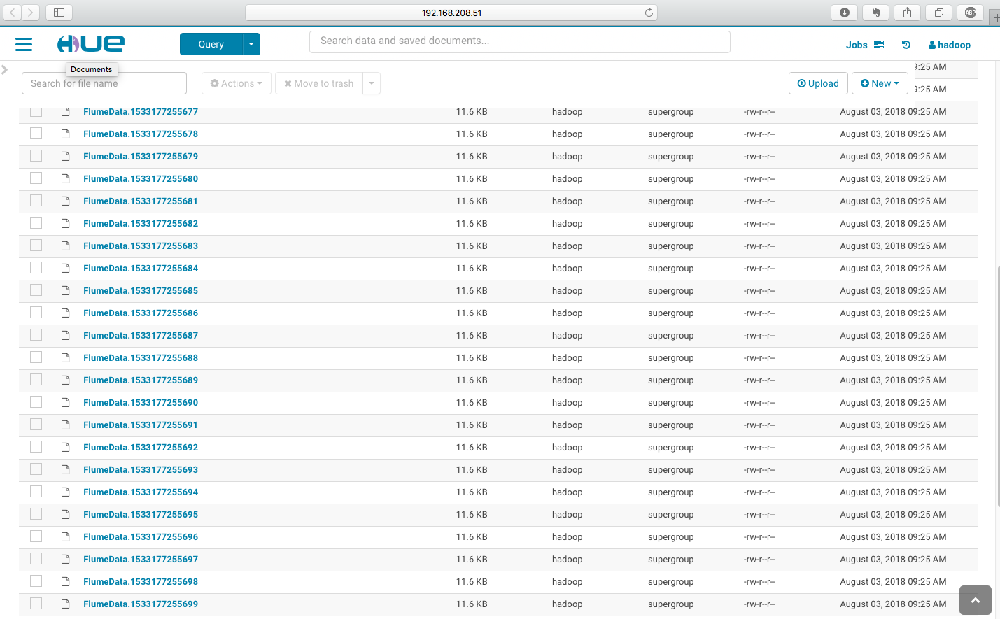 192.168.208.51
ABP
HUE
Query
Search data and saved documents...
Jobs
hadoop
Documents
Search for file name
Actions
Move to trash
Upload
New
:25 AM
:25 AM
FlumeData.1533177255677 11.6 KB hadoop supergroup -rw-r--r-- August 03, 2018 09:25 AM
FlumeData.1533177255678 11.6 KB hadoop supergroup -rw-r--r-- August 03, 2018 09:25 AM
FlumeData.1533177255679 11.6 KB hadoop supergroup -rw-r--r-- August 03, 2018 09:25 AM
FlumeData.1533177255680 11.6 KB hadoop supergroup -rw-r--r-- August 03, 2018 09:25 AM
FlumeData.1533177255681 11.6 KB hadoop supergroup -rw-r--r-- August 03, 2018 09:25 AM
FlumeData.1533177255682 11.6 KB hadoop supergroup -rw-r--r-- August 03, 2018 09:25 AM
FlumeData.1533177255683 11.6 KB hadoop supergroup -rw-r--r-- August 03, 2018 09:25 AM
FlumeData.1533177255684 11.6 KB hadoop supergroup -rw-r--r-- August 03, 2018 09:25 AM
FlumeData.1533177255685 11.6 KB hadoop supergroup -rw-r--r-- August 03, 2018 09:25 AM
FlumeData.1533177255686 11.6 KB hadoop supergroup -rw-r--r-- August 03, 2018 09:25 AM
FlumeData.1533177255687 11.6 KB hadoop supergroup -rw-r--r-- August 03, 2018 09:25 AM
FlumeData.1533177255688 11.6 KB hadoop supergroup -rw-r--r-- August 03, 2018 09:25 AM
FlumeData.1533177255689 11.6 KB hadoop supergroup -rw-r--r-- August 03, 2018 09:25 AM
FlumeData.1533177255690 11.6 KB hadoop supergroup -rw-r--r-- August 03, 2018 09:25 AM
FlumeData.1533177255691 11.6 KB hadoop supergroup -rw-r--r-- August 03, 2018 09:25 AM
FlumeData.1533177255692 11.6 KB hadoop supergroup -rw-r--r-- August 03, 2018 09:25 AM
FlumeData.1533177255693 11.6 KB hadoop supergroup -rw-r--r-- August 03, 2018 09:25 AM
FlumeData.1533177255694 11.6 KB hadoop supergroup -rw-r--r-- August 03, 2018 09:25 AM
FlumeData.1533177255695 11.6 KB hadoop supergroup -rw-r--r-- August 03, 2018 09:25 AM
FlumeData.1533177255696 11.6 KB hadoop supergroup -rw-r--r-- August 03, 2018 09:25 AM
FlumeData.1533177255697 11.6 KB hadoop supergroup -rw-r--r-- August 03, 2018 09:25 AM
FlumeData.1533177255698 11.6 KB hadoop supergroup -rw-r--r-- August 03, 2018 09:25 AM
FlumeData.1533177255699 11.6 KB hadoop supergroup -rw-r--r-- August 03, 2018 09:25 AM